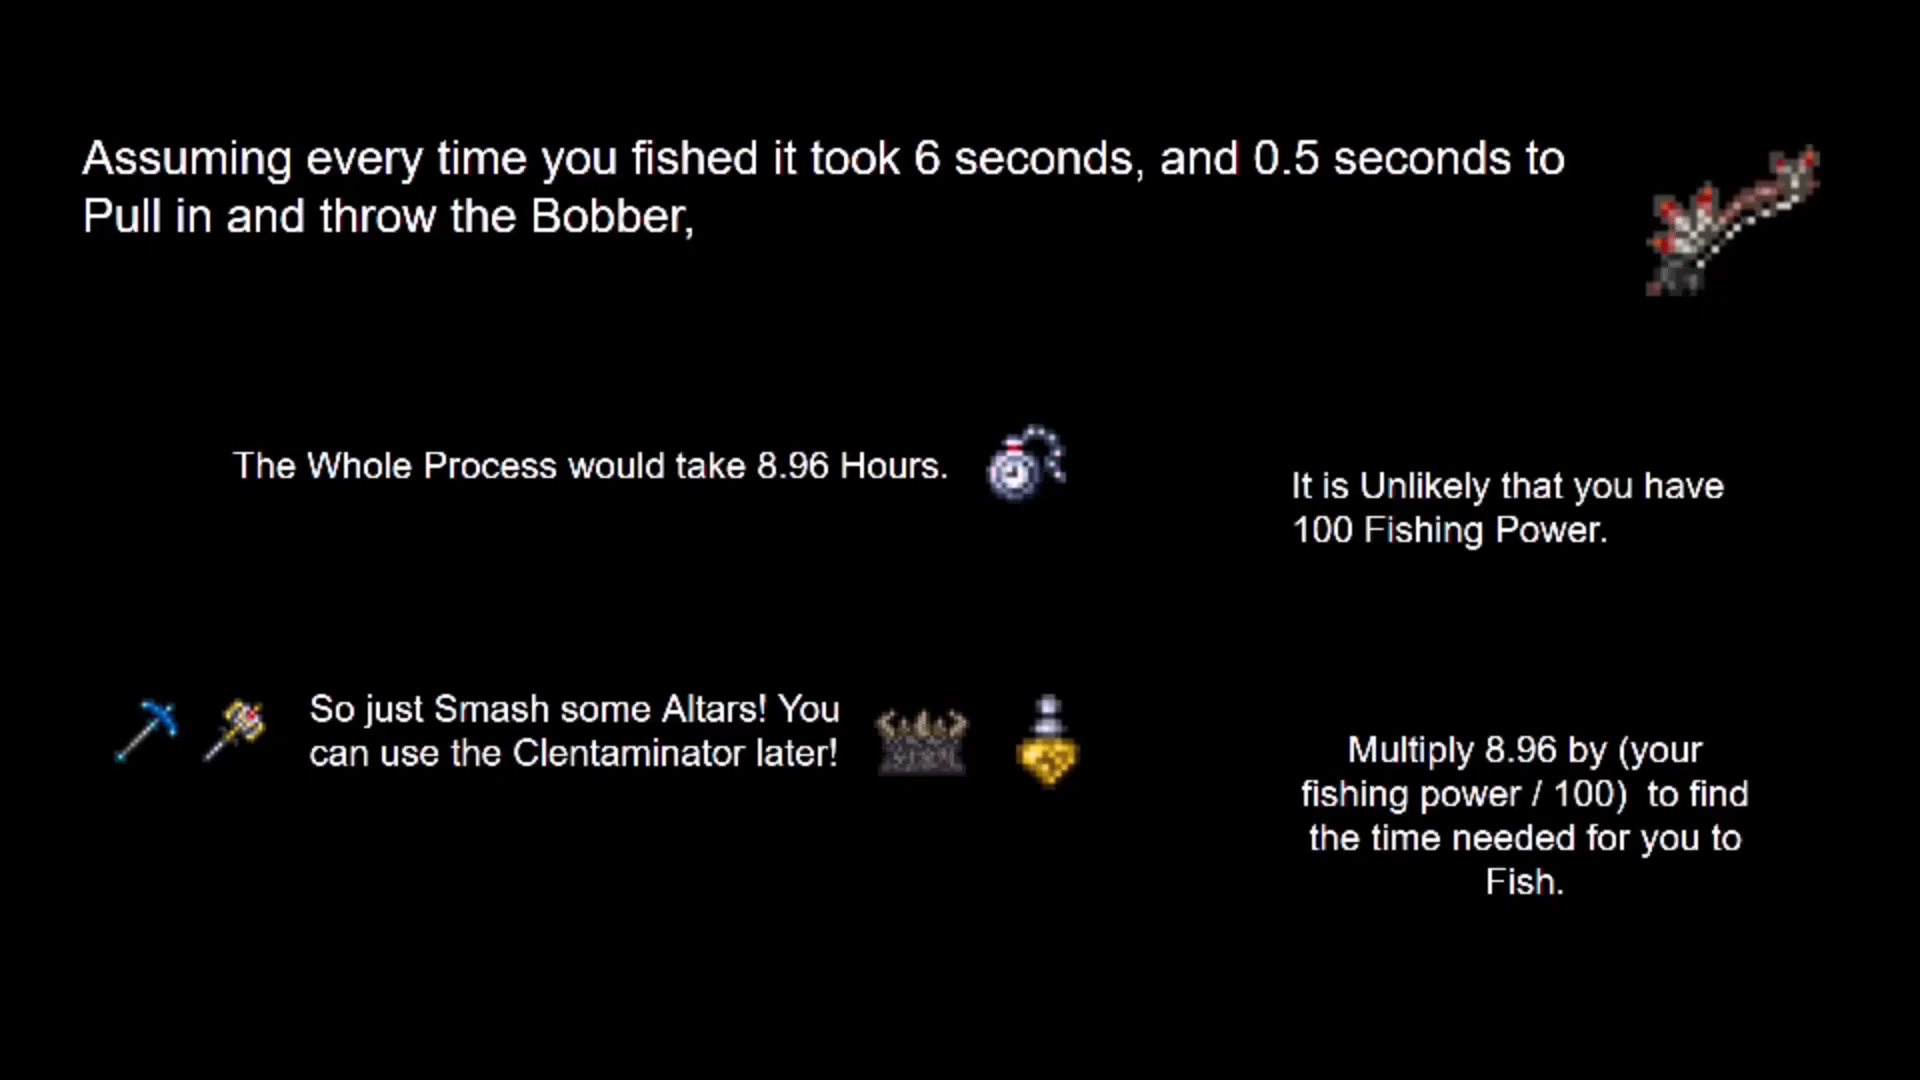 Assuming every time you fished it took 6 seconds, and 0.5 seconds to
Pull in and throw the Bobber,
The Whole Process would take 8.96 Hours.
It is Unlikely that you have
100 Fishing Power.
So just Smash some Altars! You
can use the Clentaminator later!
Multiply 8.96 by (your
fishing power / 100) to find
the time needed for you to
Fish.